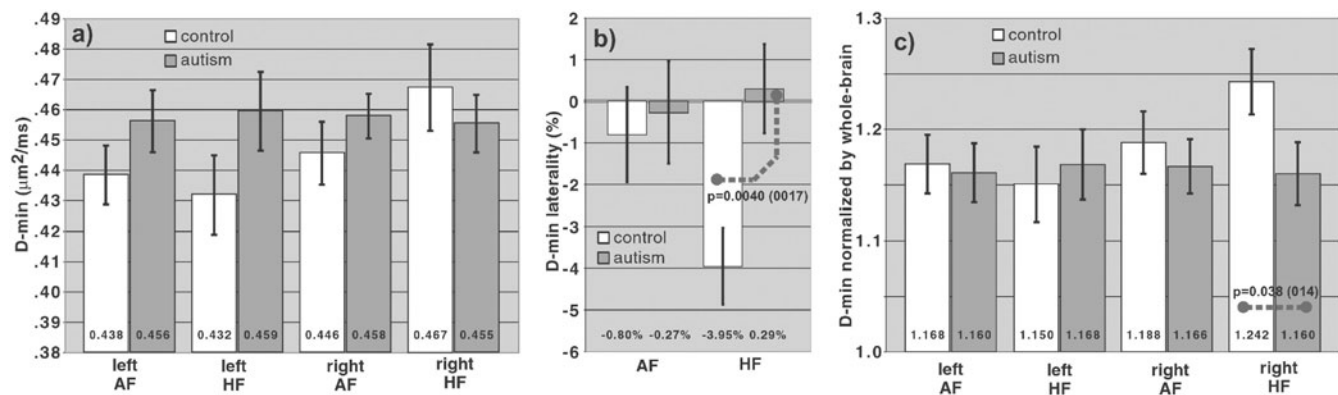 a)
control
autism
D-min (μm²/ms)
.49
.48
.47
.46
.45
.44
.43
.42
.41
.40
.39
.38
0.438
0.456
0.432
0.459
0.446
0.458
0.467
0.455
left
AF
left
HF
right
AF
right
HF
b)
D-min laterality (%)
2
1
0
-1
-2
-3
-4
-5
-6
p=0.0040 (0017)
control
autism
-0.80%
-0.27%
-3.95%
0.29%
AF
HF
c)
control
autism
D-min normalized by whole-brain
1.3
1.2
1.1
1.0
p=0.038 (014)
1.168
1.160
1.150
1.168
1.188
1.166
1.242
1.160
left
AF
left
HF
right
AF
right
HF